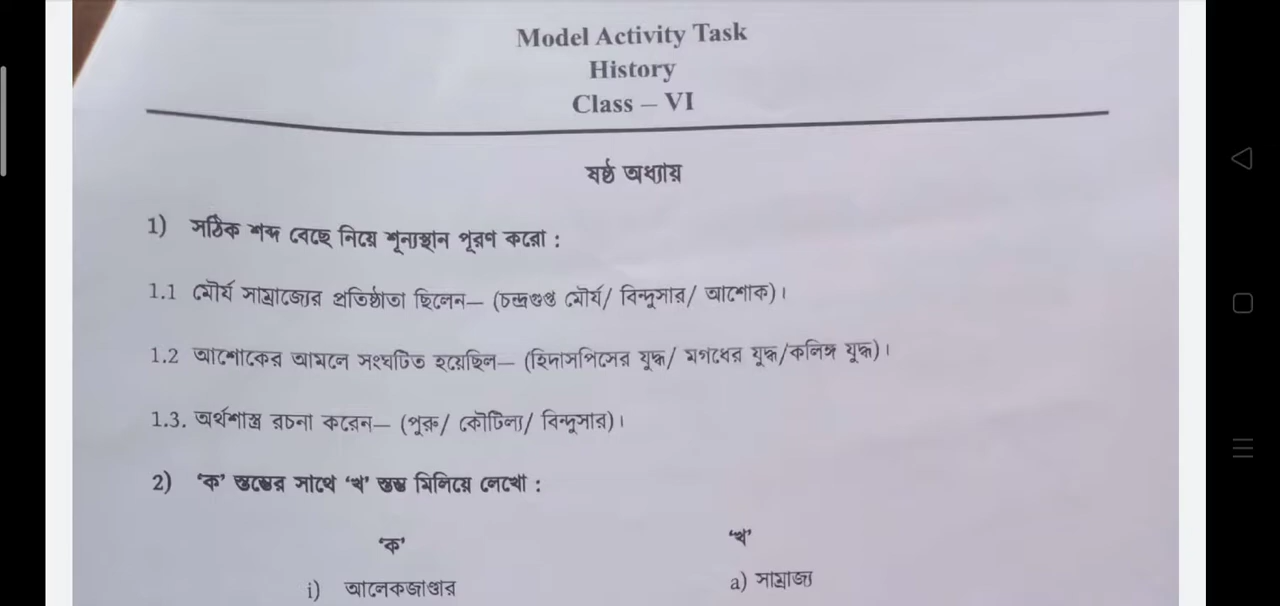 Model Activity Task
History
Class – VI
ষষ্ঠ অধ্যায়
1) সঠিক শব্দ বেছে নিয়ে শূন্যস্থান পূরণ করো :
1.1 মৌর্য সাম্রাজ্যের প্রতিষ্ঠাতা ছিলেন— (চন্দ্রগুপ্ত মৌর্য/ বিন্দুসার/ আশোক)।
1.2 আশোকের আমলে সংঘটিত হয়েছিল— (হিদাসপিসের যুদ্ধ/ মগধের যুদ্ধ/কলিঙ্গ যুদ্ধ)।
1.3. অর্থশাস্ত্র রচনা করেন— (পুরু/ কৌটিল্য/ বিন্দুসার)।
2) ‘ক’ স্তম্ভের সাথে ‘খ’ স্তম্ভ মিলিয়ে লেখো :
‘ক’ ‘খ’
i) আলেকজাণ্ডার a) সাম্রাজ্য